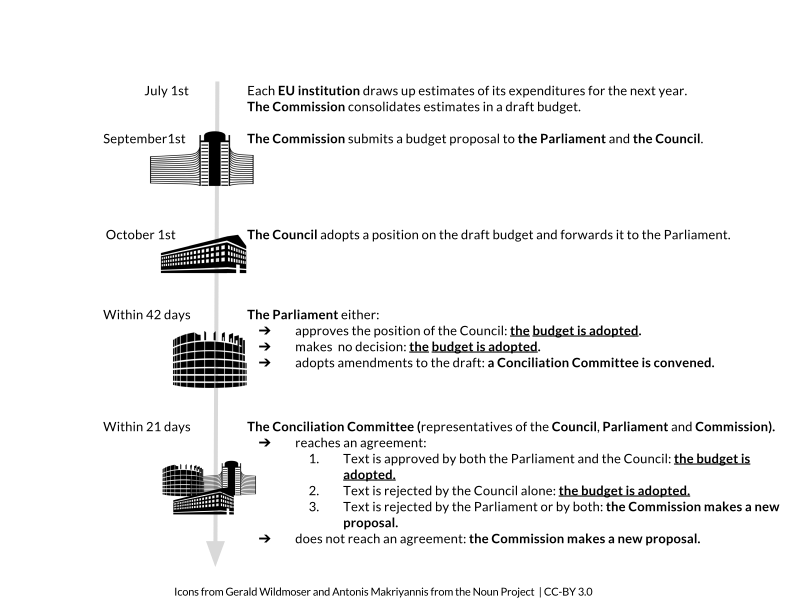 July 1st
Each EU institution draws up estimates of its expenditures for the next year.
The Commission consolidates estimates in a draft budget.
September1st
The Commission submits a budget proposal to the Parliament and the Council.
October 1st
The Council adopts a position on the draft budget and forwards it to the Parliament.
Within 42 days
The Parliament either:
➔ approves the position of the Council: the budget is adopted.
➔ makes no decision: the budget is adopted.
➔ adopts amendments to the draft: a Conciliation Committee is convened.
Within 21 days
The Conciliation Committee (representatives of the Council, Parliament and Commission).
➔ reaches an agreement:
1. Text is approved by both the Parliament and the Council: the budget is
adopted.
2. Text is rejected by the Council alone: the budget is adopted.
3. Text is rejected by the Parliament or by both: the Commission makes a new
proposal.
➔ does not reach an agreement: the Commission makes a new proposal.
Icons from Gerald Wildmoser and Antonis Makriyannis from the Noun Project | CC-BY 3.0